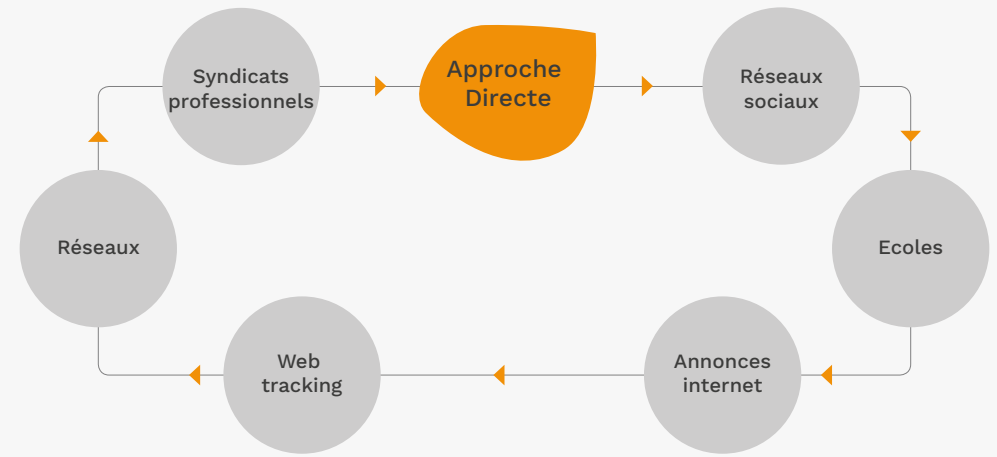 Syndicats
professionnels
Approche
Directe
Réseaux
sociaux
Réseaux
Ecoles
Web
tracking
Annonces
internet